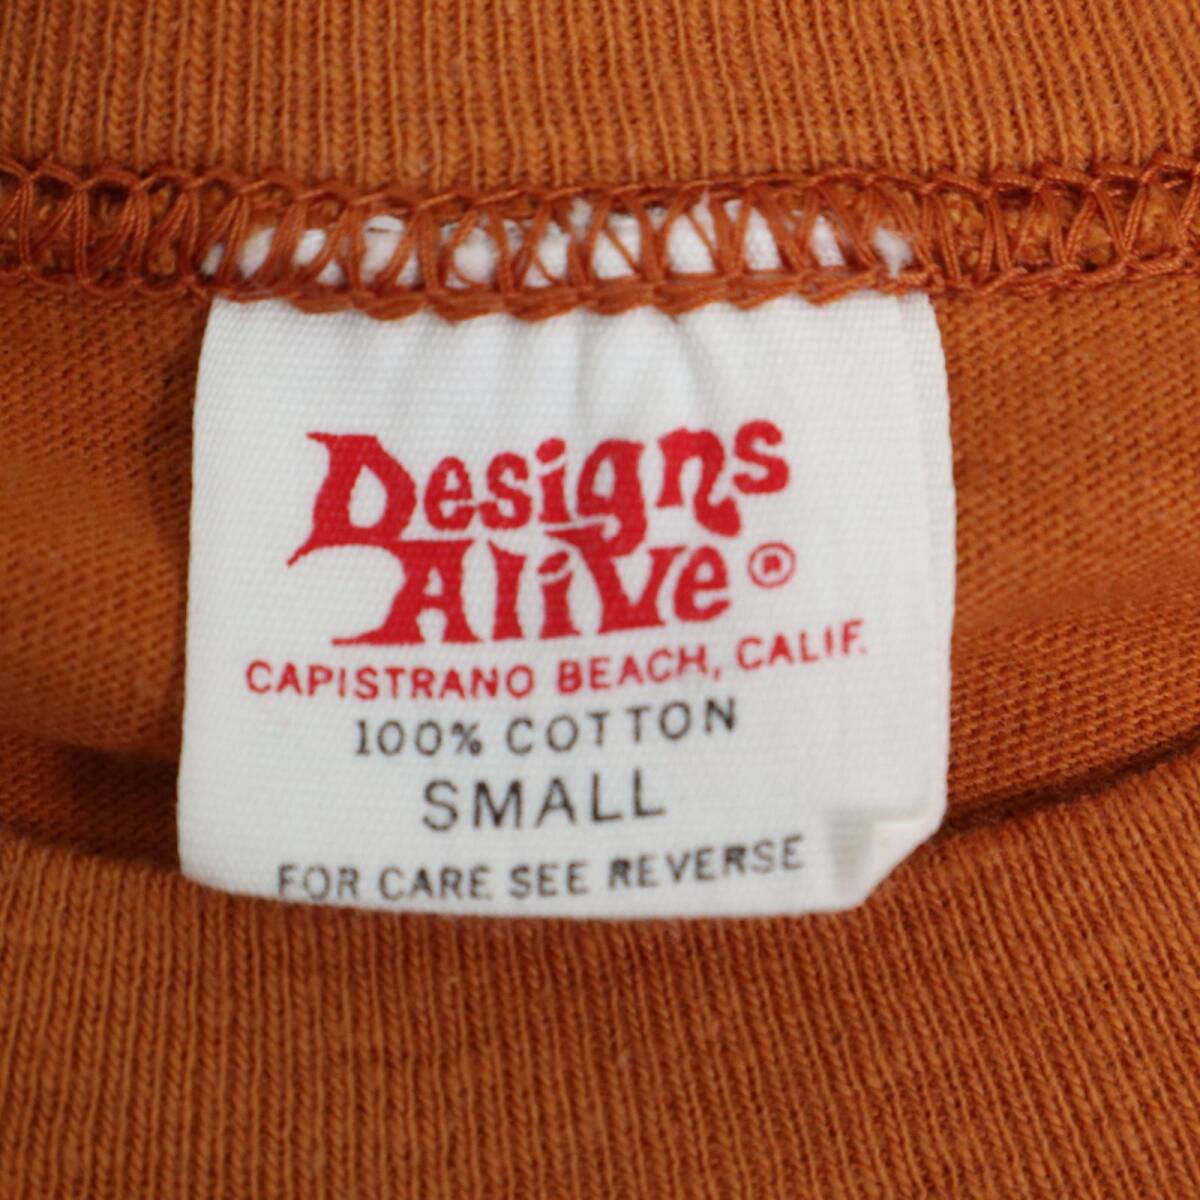 Designs
Alive ®
CAPISTRANO BEACH, CALIF.
100% COTTON
SMALL
FOR CARE SEE REVERSE